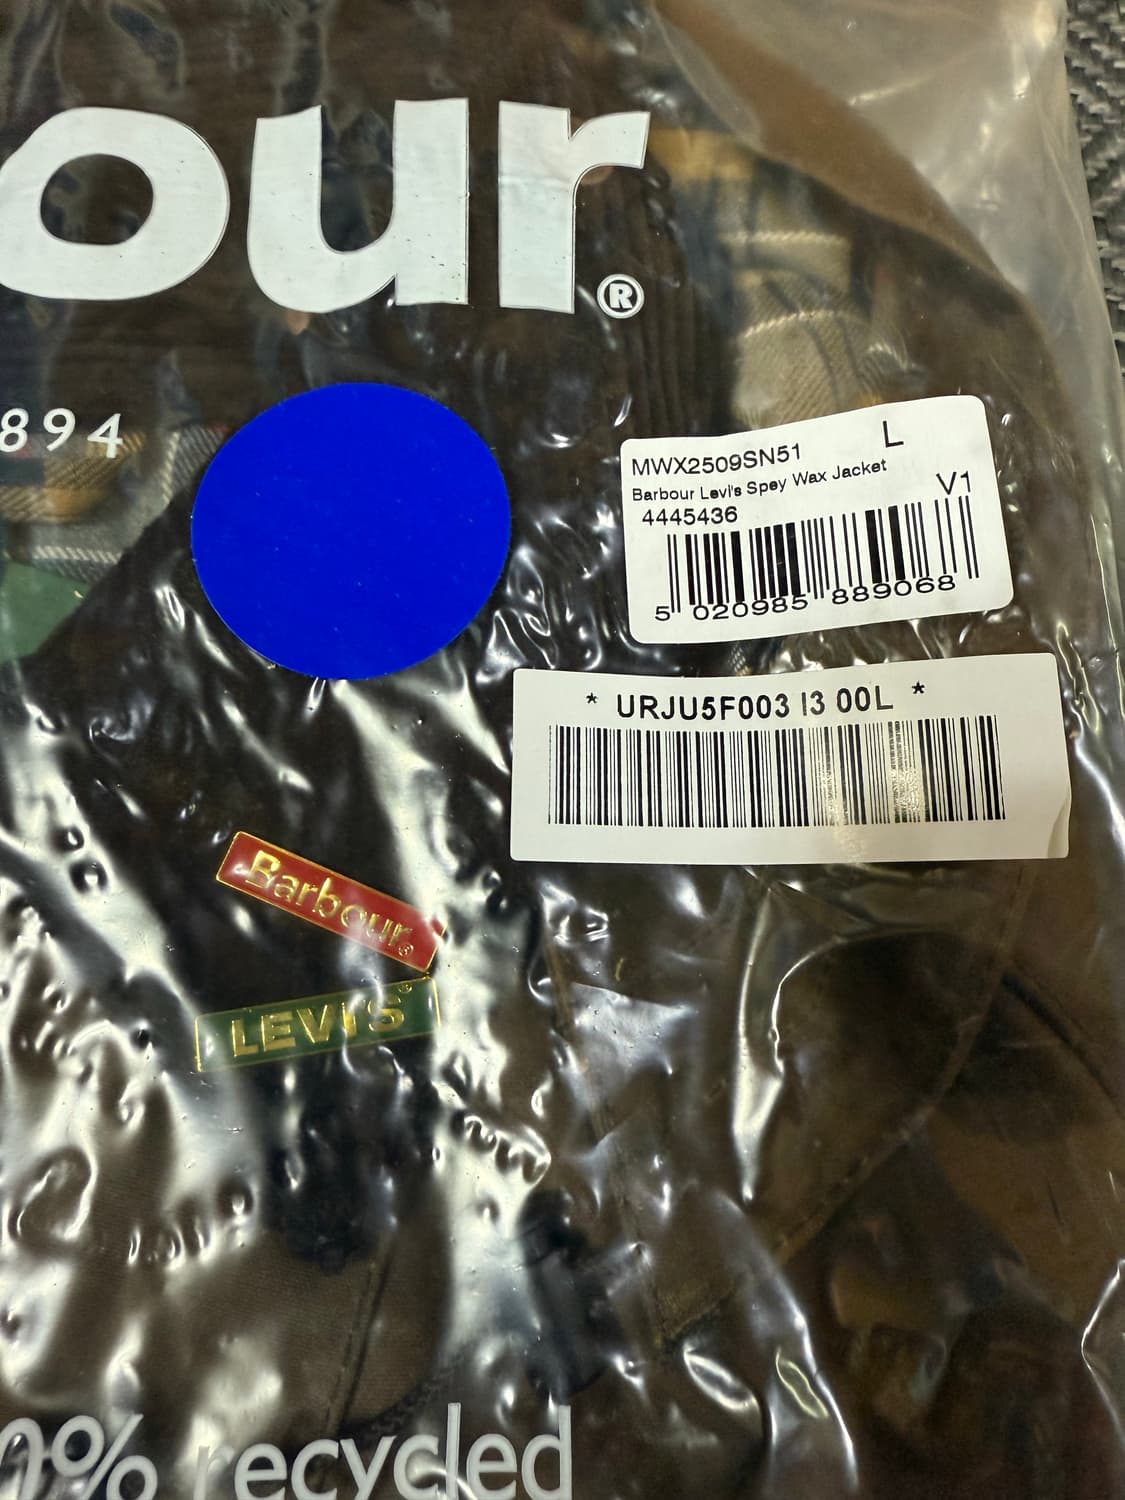 our®
894
MWX2509SN51 L
Barbour Levi's Spey Wax Jacket
4445436 V1
5 020985 889068
* URJU5F003 I3 00L *
Barbour®
LEVI'S®
0% recycled